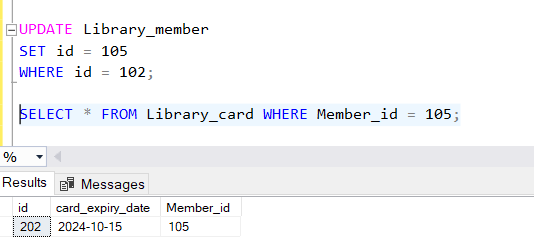 UPDATE Library_member
SET id = 105
WHERE id = 102;
SELECT * FROM Library_card WHERE Member_id = 105;
%
Results Messages
id card_expiry_date Member_id
202 2024-10-15 105